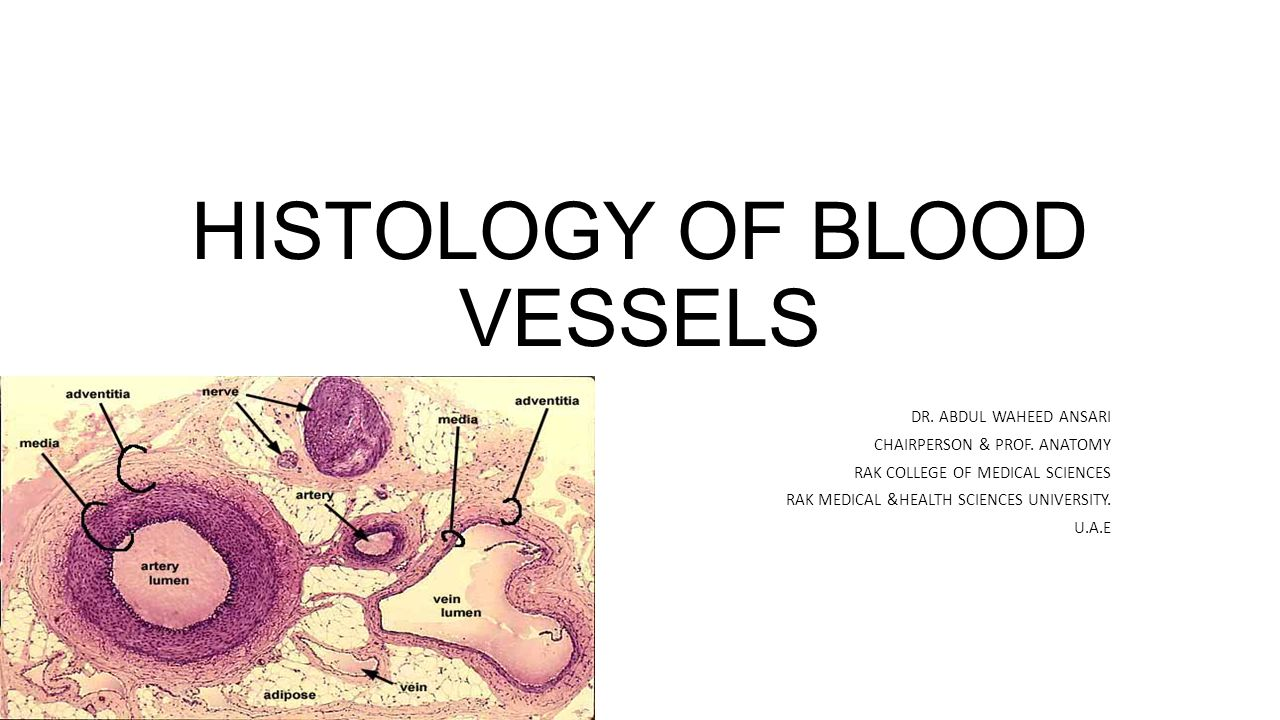 HISTOLOGY OF BLOOD
VESSELS
DR. ABDUL WAHEED ANSARI
CHAIRPERSON & PROF. ANATOMY
RAK COLLEGE OF MEDICAL SCIENCES
RAK MEDICAL &HEALTH SCIENCES UNIVERSITY.
U.A.E
adventitia
nerve
adventitia
media
media
artery
artery
lumen
vein
lumen
vein
adipose